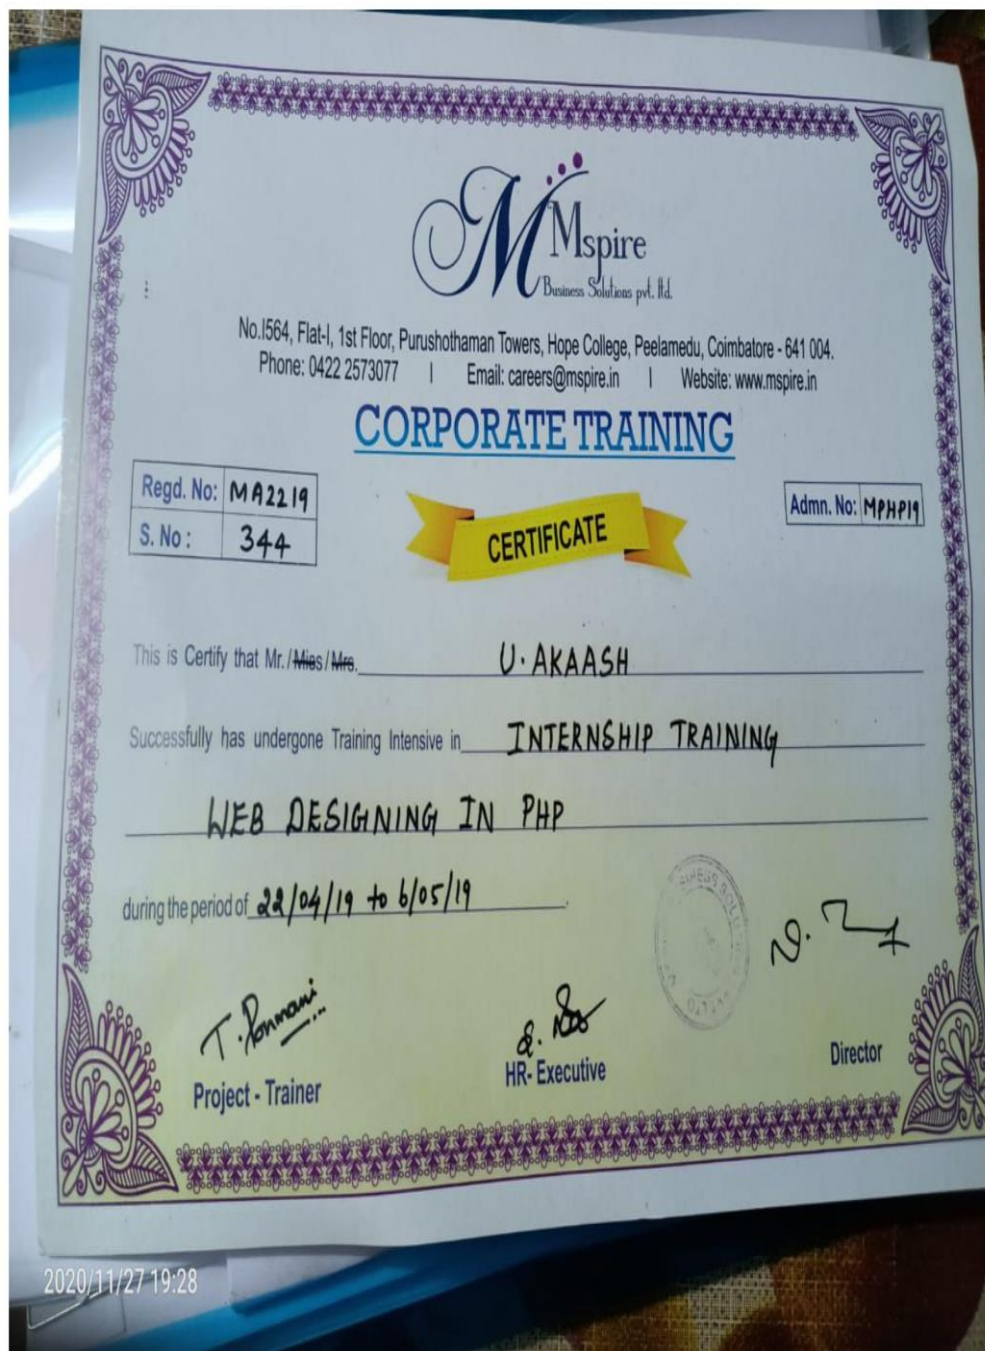 M Mspire
Business Solutions pvt. ltd.
No.I564, Flat-I, 1st Floor, Purushothaman Towers, Hope College, Peelamedu, Coimbatore - 641 004.
Phone: 0422 2573077 | Email: careers@mspire.in | Website: www.mspire.in
CORPORATE TRAINING
Regd. No: MA2219
S. No : 344
Admn. No: MPHP19
CERTIFICATE
This is Certify that Mr./Miss/Mrs. U. AKAASH
Successfully has undergone Training Intensive in INTERNSHIP TRAINING
WEB DESIGNING IN PHP
during the period of 22/04/19 to 6/05/19.
T. Ponmani
Project - Trainer
HR- Executive
Director
2020/11/27 19:28